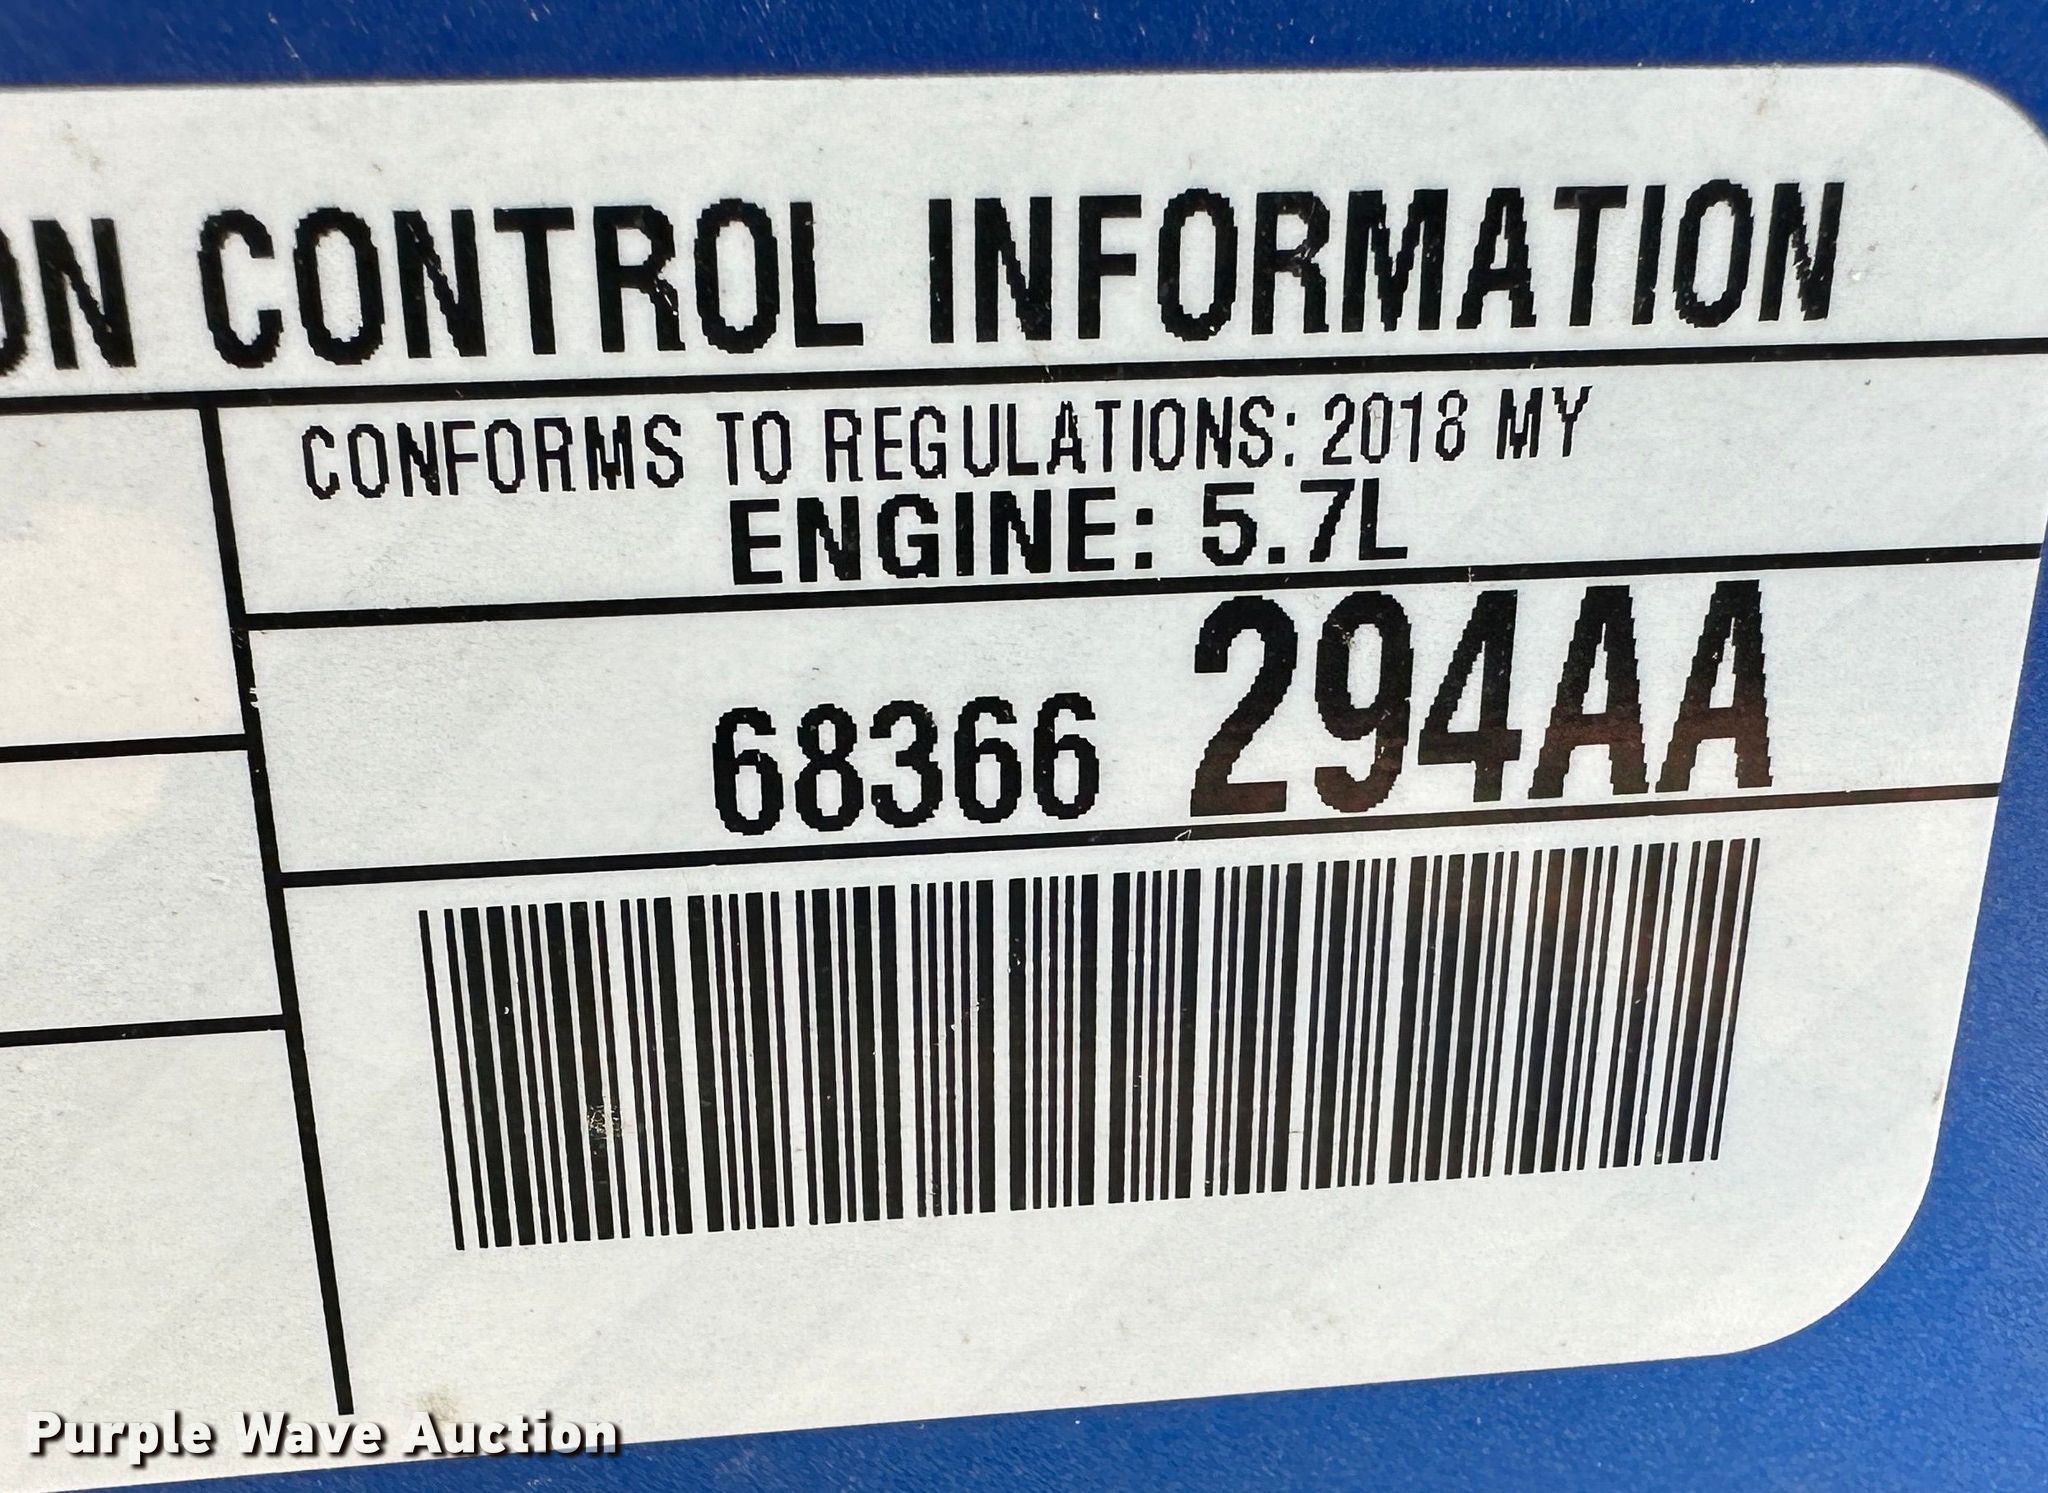 ON CONTROL INFORMATION
CONFORMS TO REGULATIONS: 2018 MY
ENGINE: 5.7L
68366 294AA
Purple Wave Auction